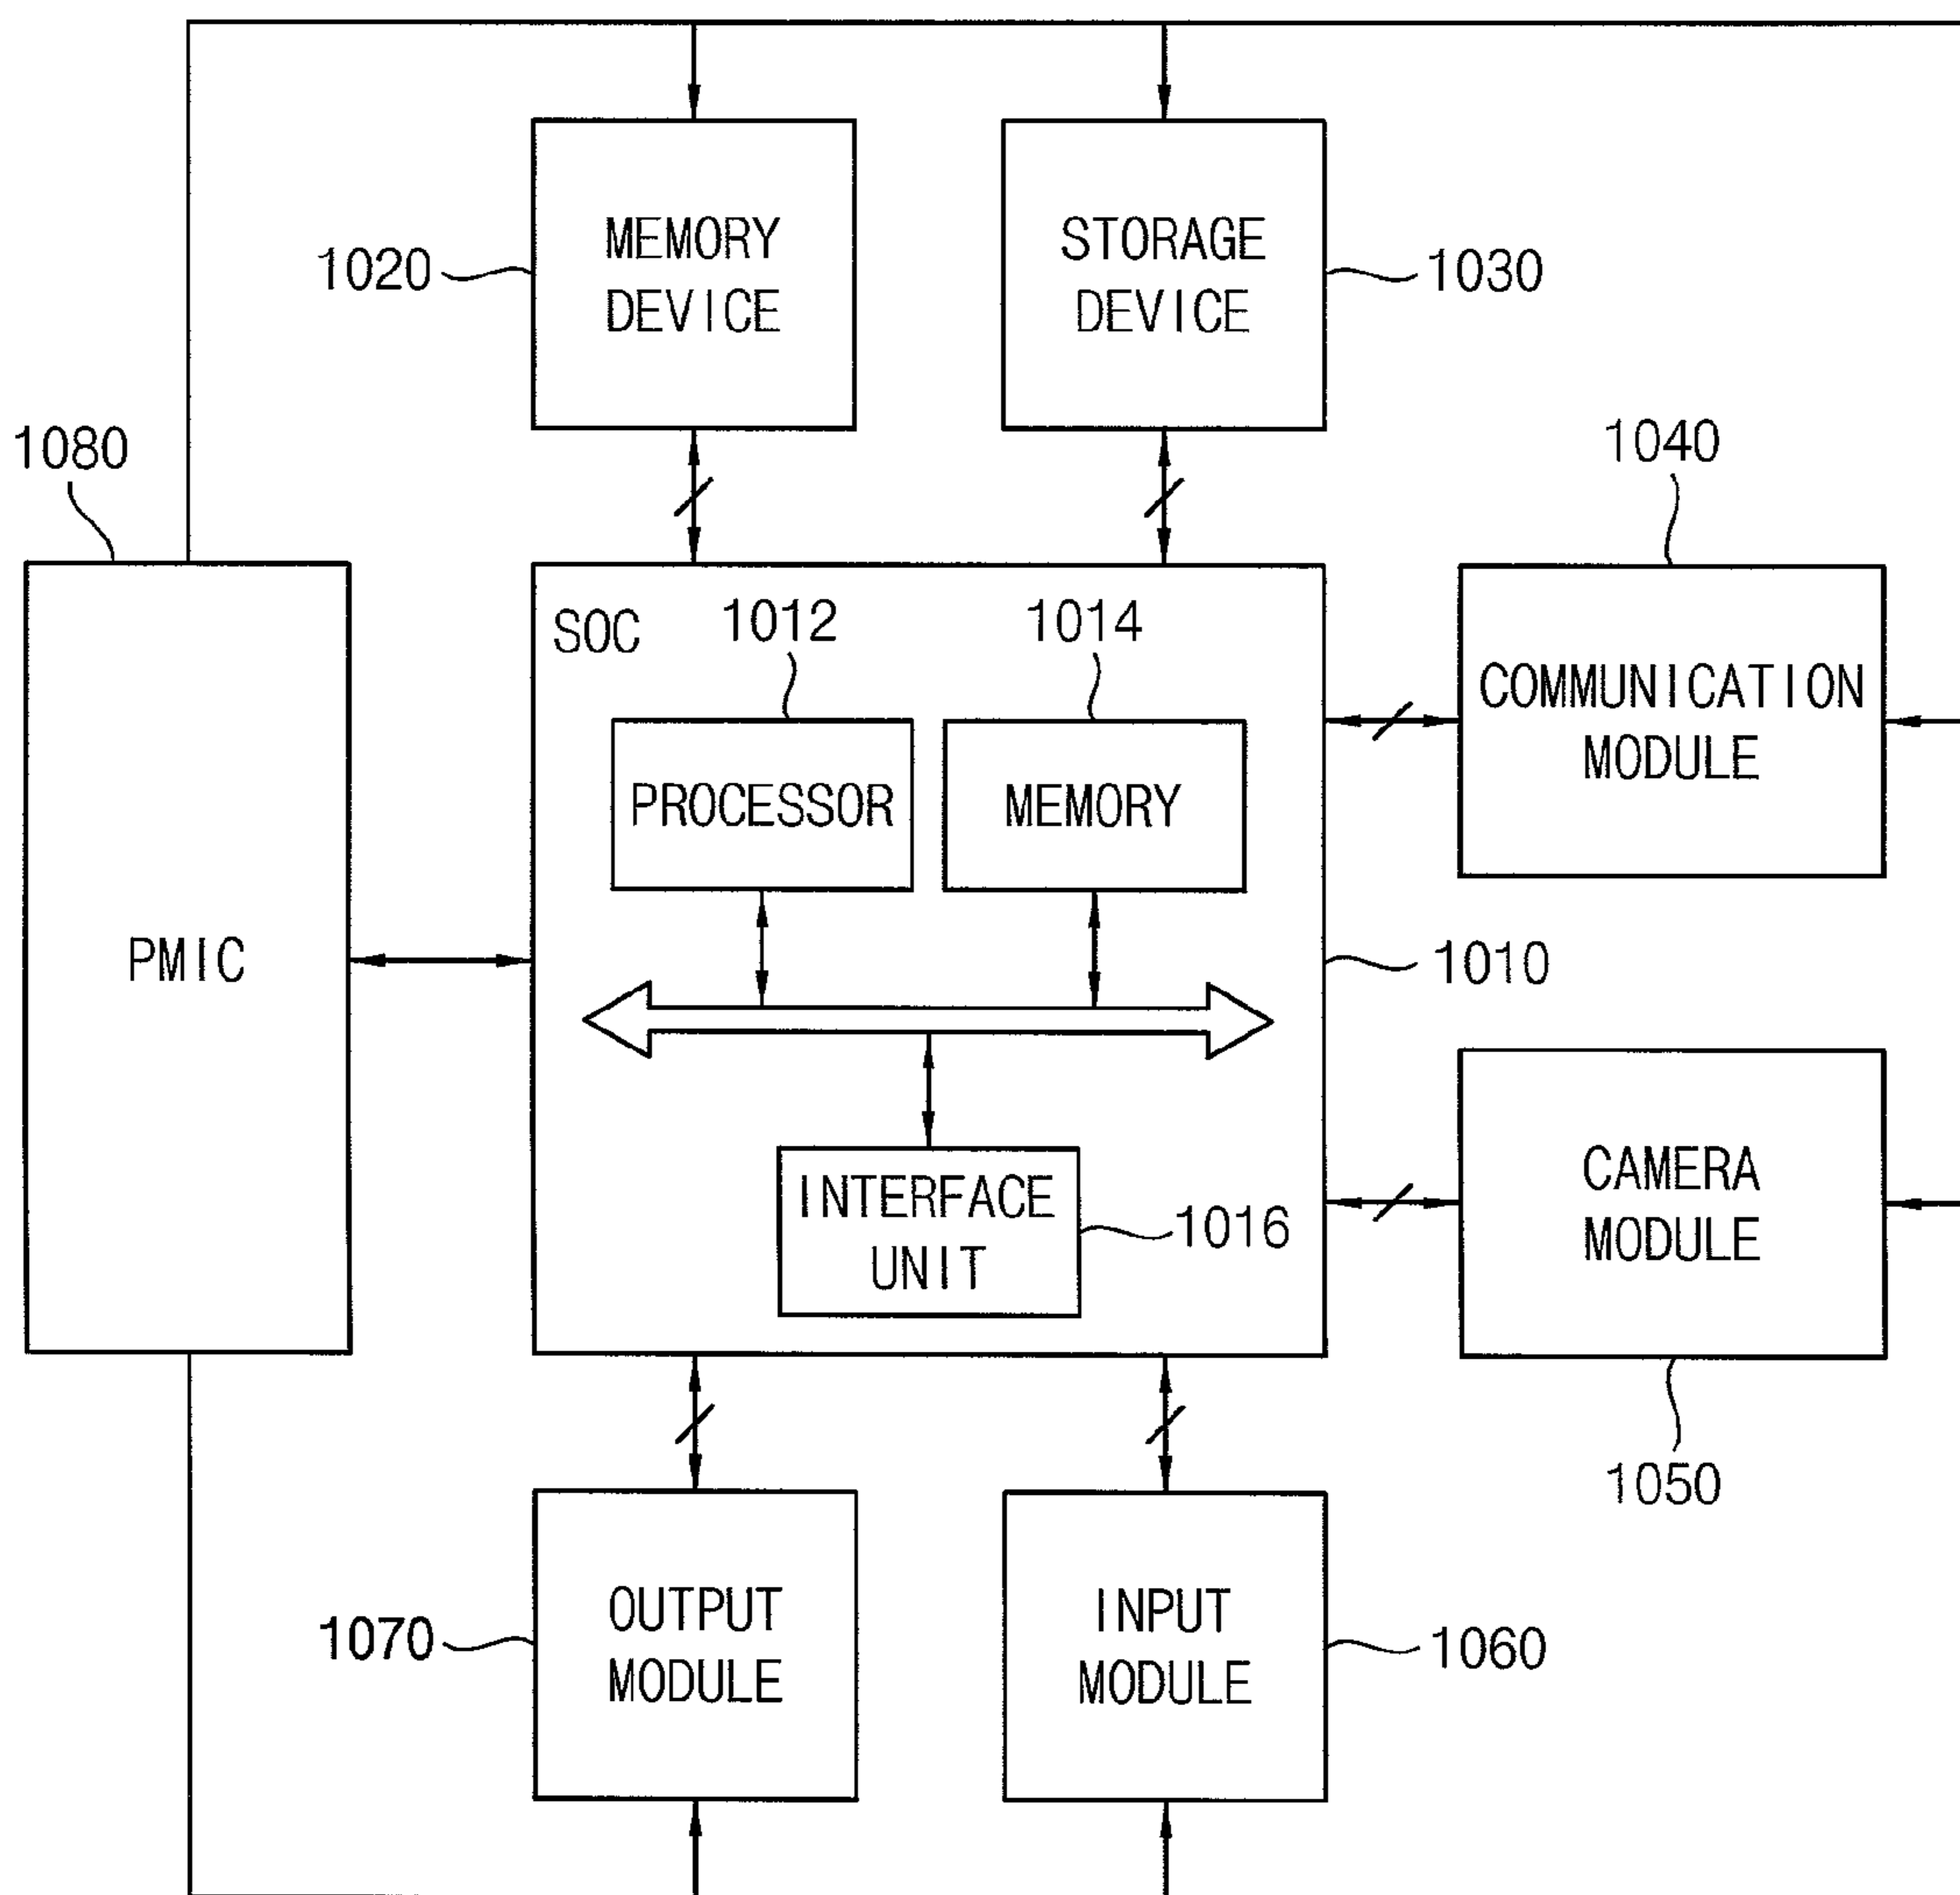 MEMORY
DEVICE
1020
STORAGE
DEVICE
1030
1080
1040
SOC
1012
1014
COMMUNICATION
MODULE
PROCESSOR
MEMORY
PMIC
1010
INTERFACE
UNIT
1016
CAMERA
MODULE
1050
OUTPUT
MODULE
1070
INPUT
MODULE
1060